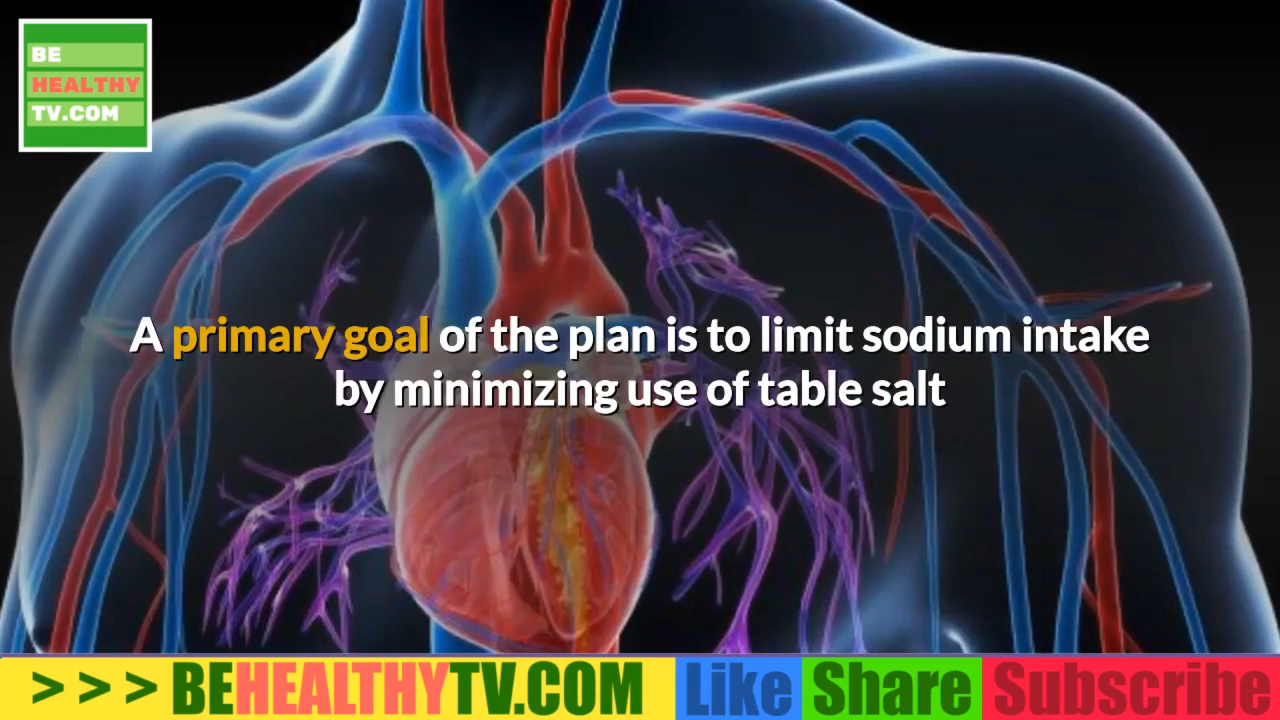 BE
HEALTHY
TV.COM
A primary goal of the plan is to limit sodium intake
by minimizing use of table salt
> > > BEHEALTHYTV.COM Like Share Subscribe